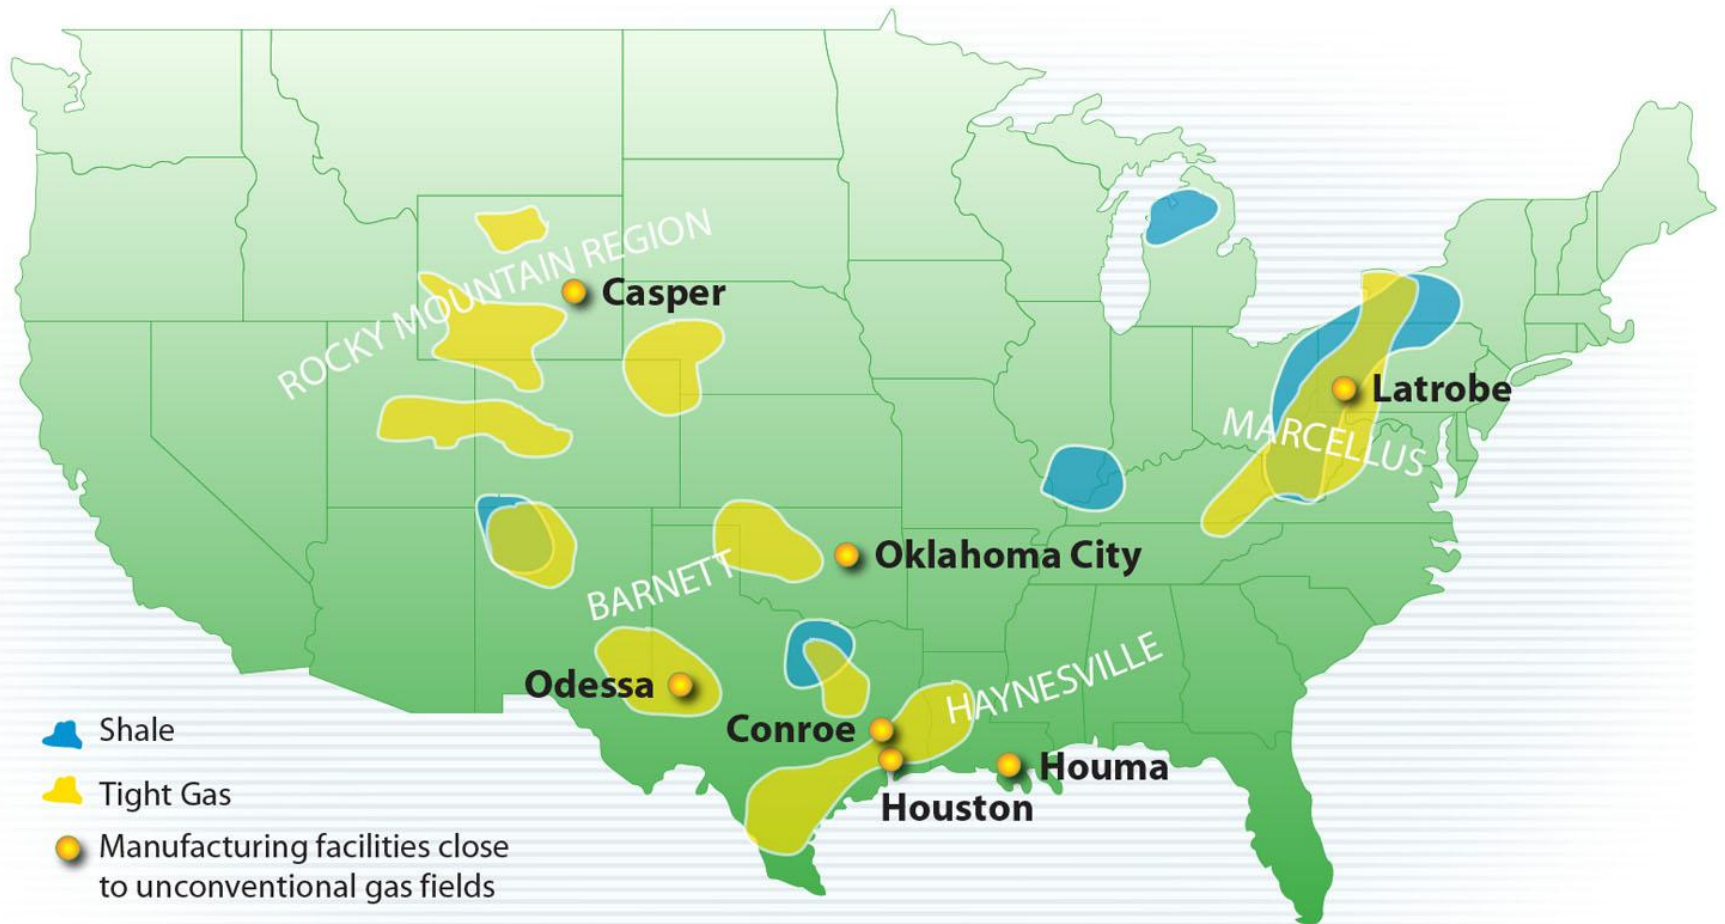 ROCKY MOUNTAIN REGION
Casper
Latrobe
MARCELLUS
Oklahoma City
BARNETT
HAYNESVILLE
Odessa
Conroe
Houma
Houston
Shale
Tight Gas
Manufacturing facilities close
to unconventional gas fields